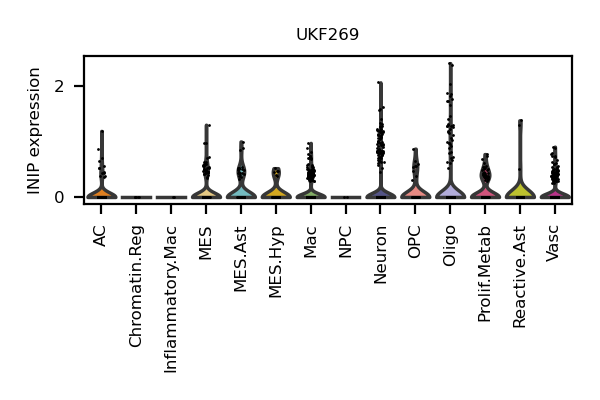 UKF269
INIP expression
2
0
AC
Chromatin.Reg
Inflammatory.Mac
MES
MES.Ast
MES.Hyp
Mac
NPC
Neuron
OPC
Oligo
Prolif.Metab
Reactive.Ast
Vasc